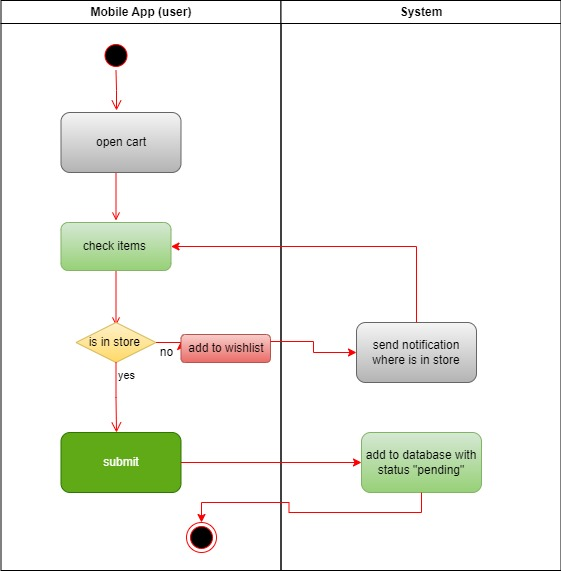 Mobile App (user)
System
open cart
check items
is in store
no
add to wishlist
send notification
where is in store
yes
submit
add to database with
status "pending"